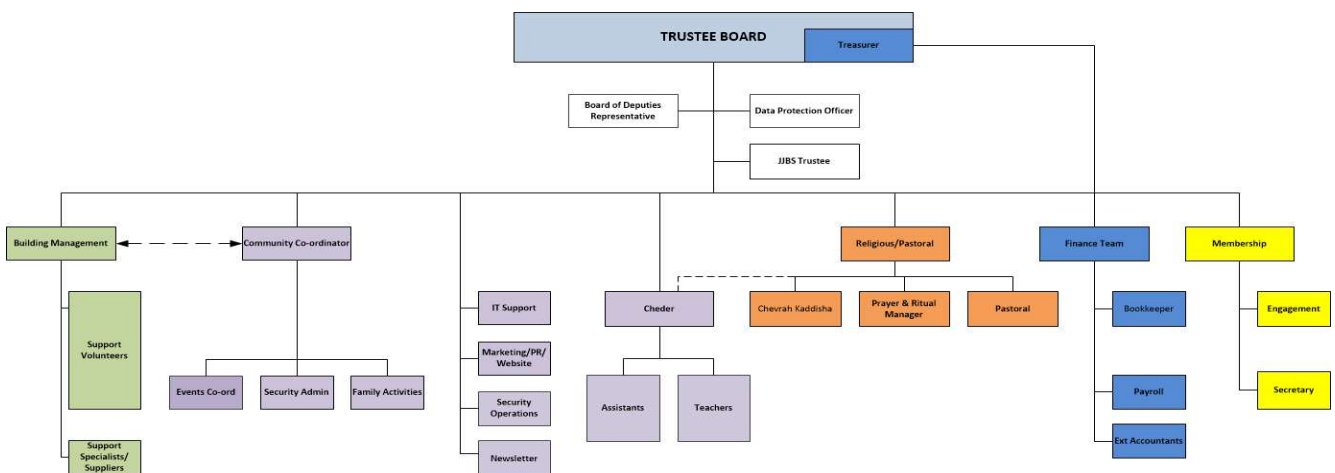 TRUSTEE BOARD
Treasurer
Board of Deputies
Representative
Data Protection Officer
JJBS Trustee
Building Management
Community Co-ordinator
Religious/Pastoral
Finance Team
Membership
Support
Volunteers
IT Support
Cheder
Chevrah Kaddisha
Prayer & Ritual
Manager
Pastoral
Bookkeeper
Engagement
Marketing/PR/
Website
Events Co-ord
Security Admin
Family Activities
Security
Operations
Assistants
Teachers
Payroll
Secretary
Support
Specialists/
Suppliers
Newsletter
Ext Accountants